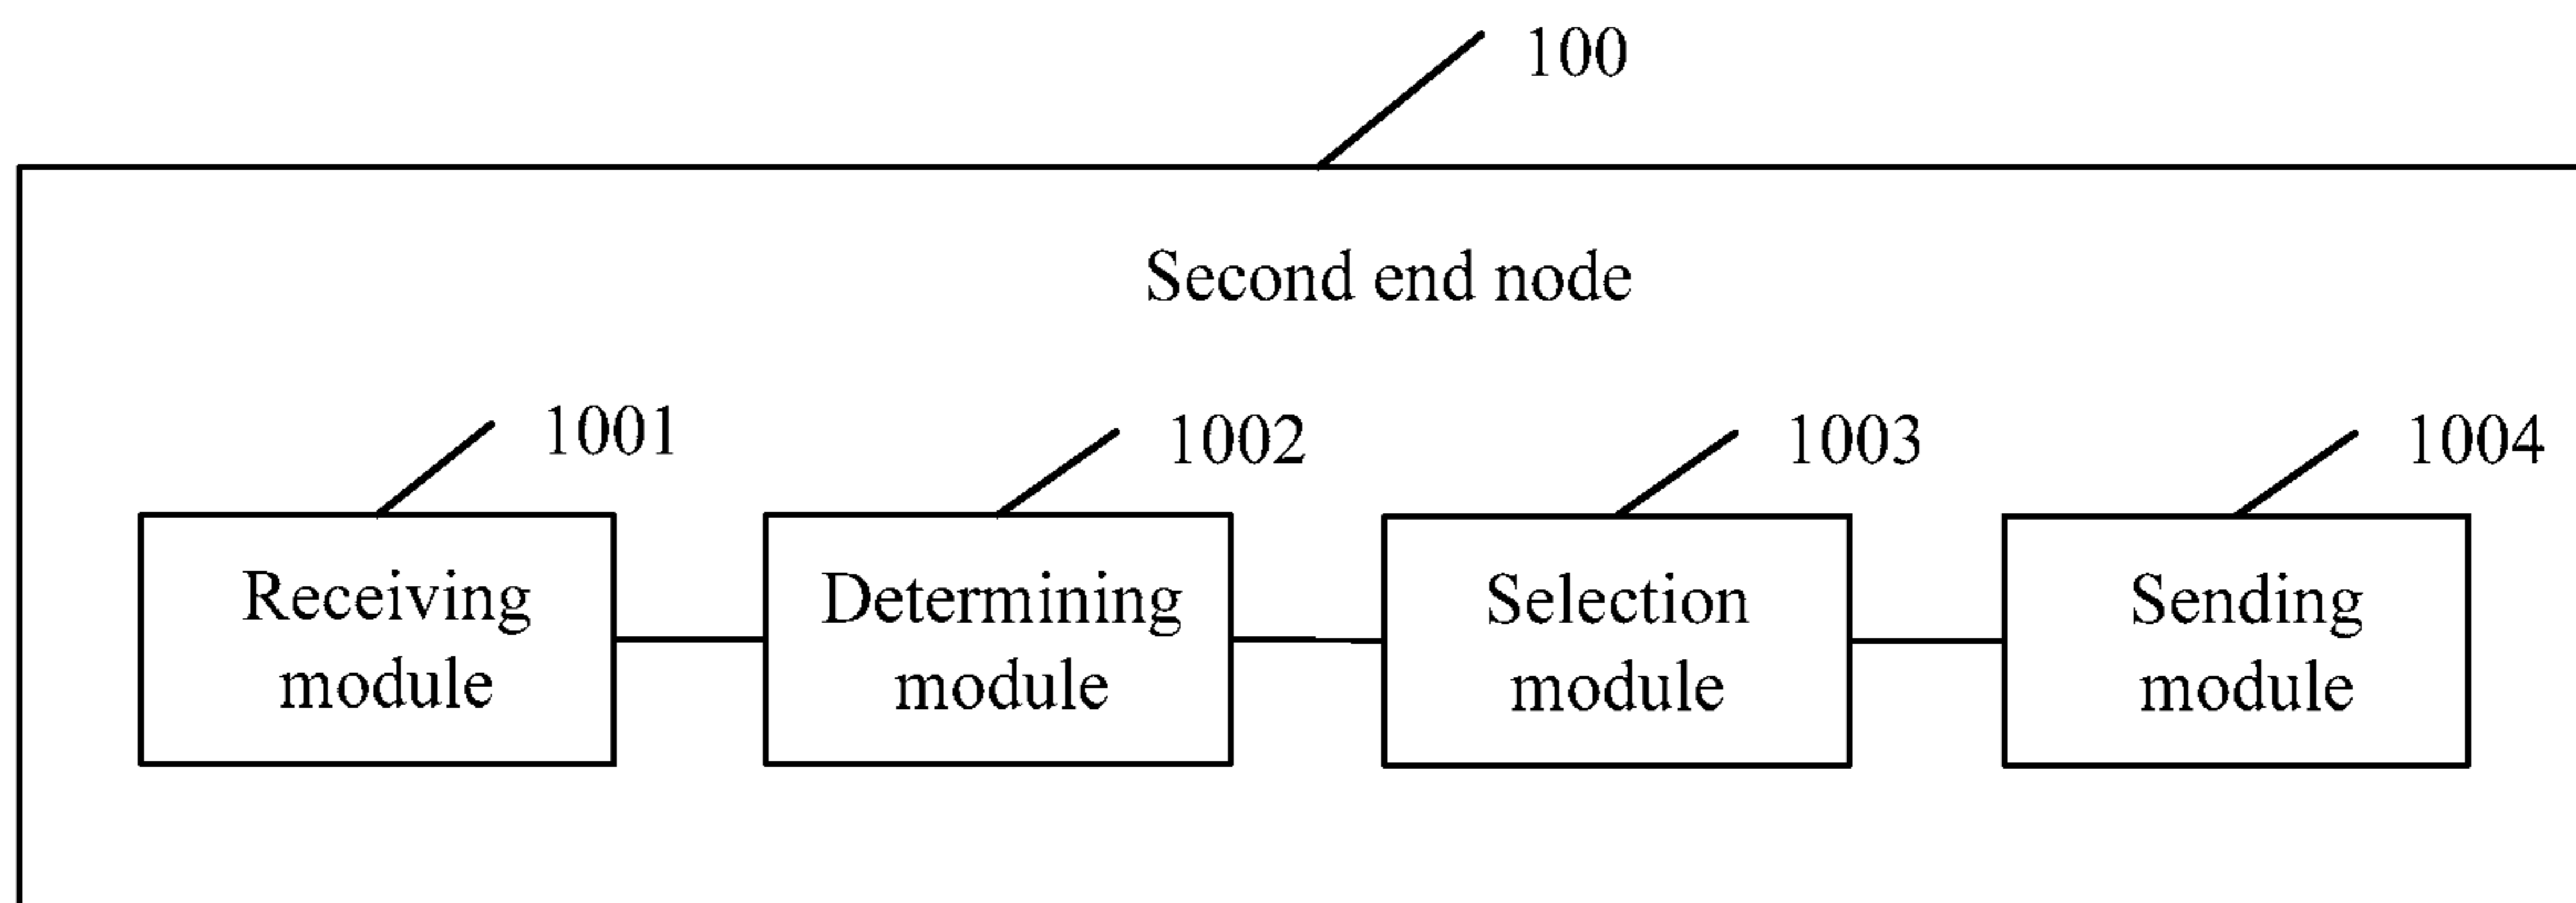 100
Second end node
1001
1002
1003
1004
Receiving
module
Determining
module
Selection
module
Sending
module